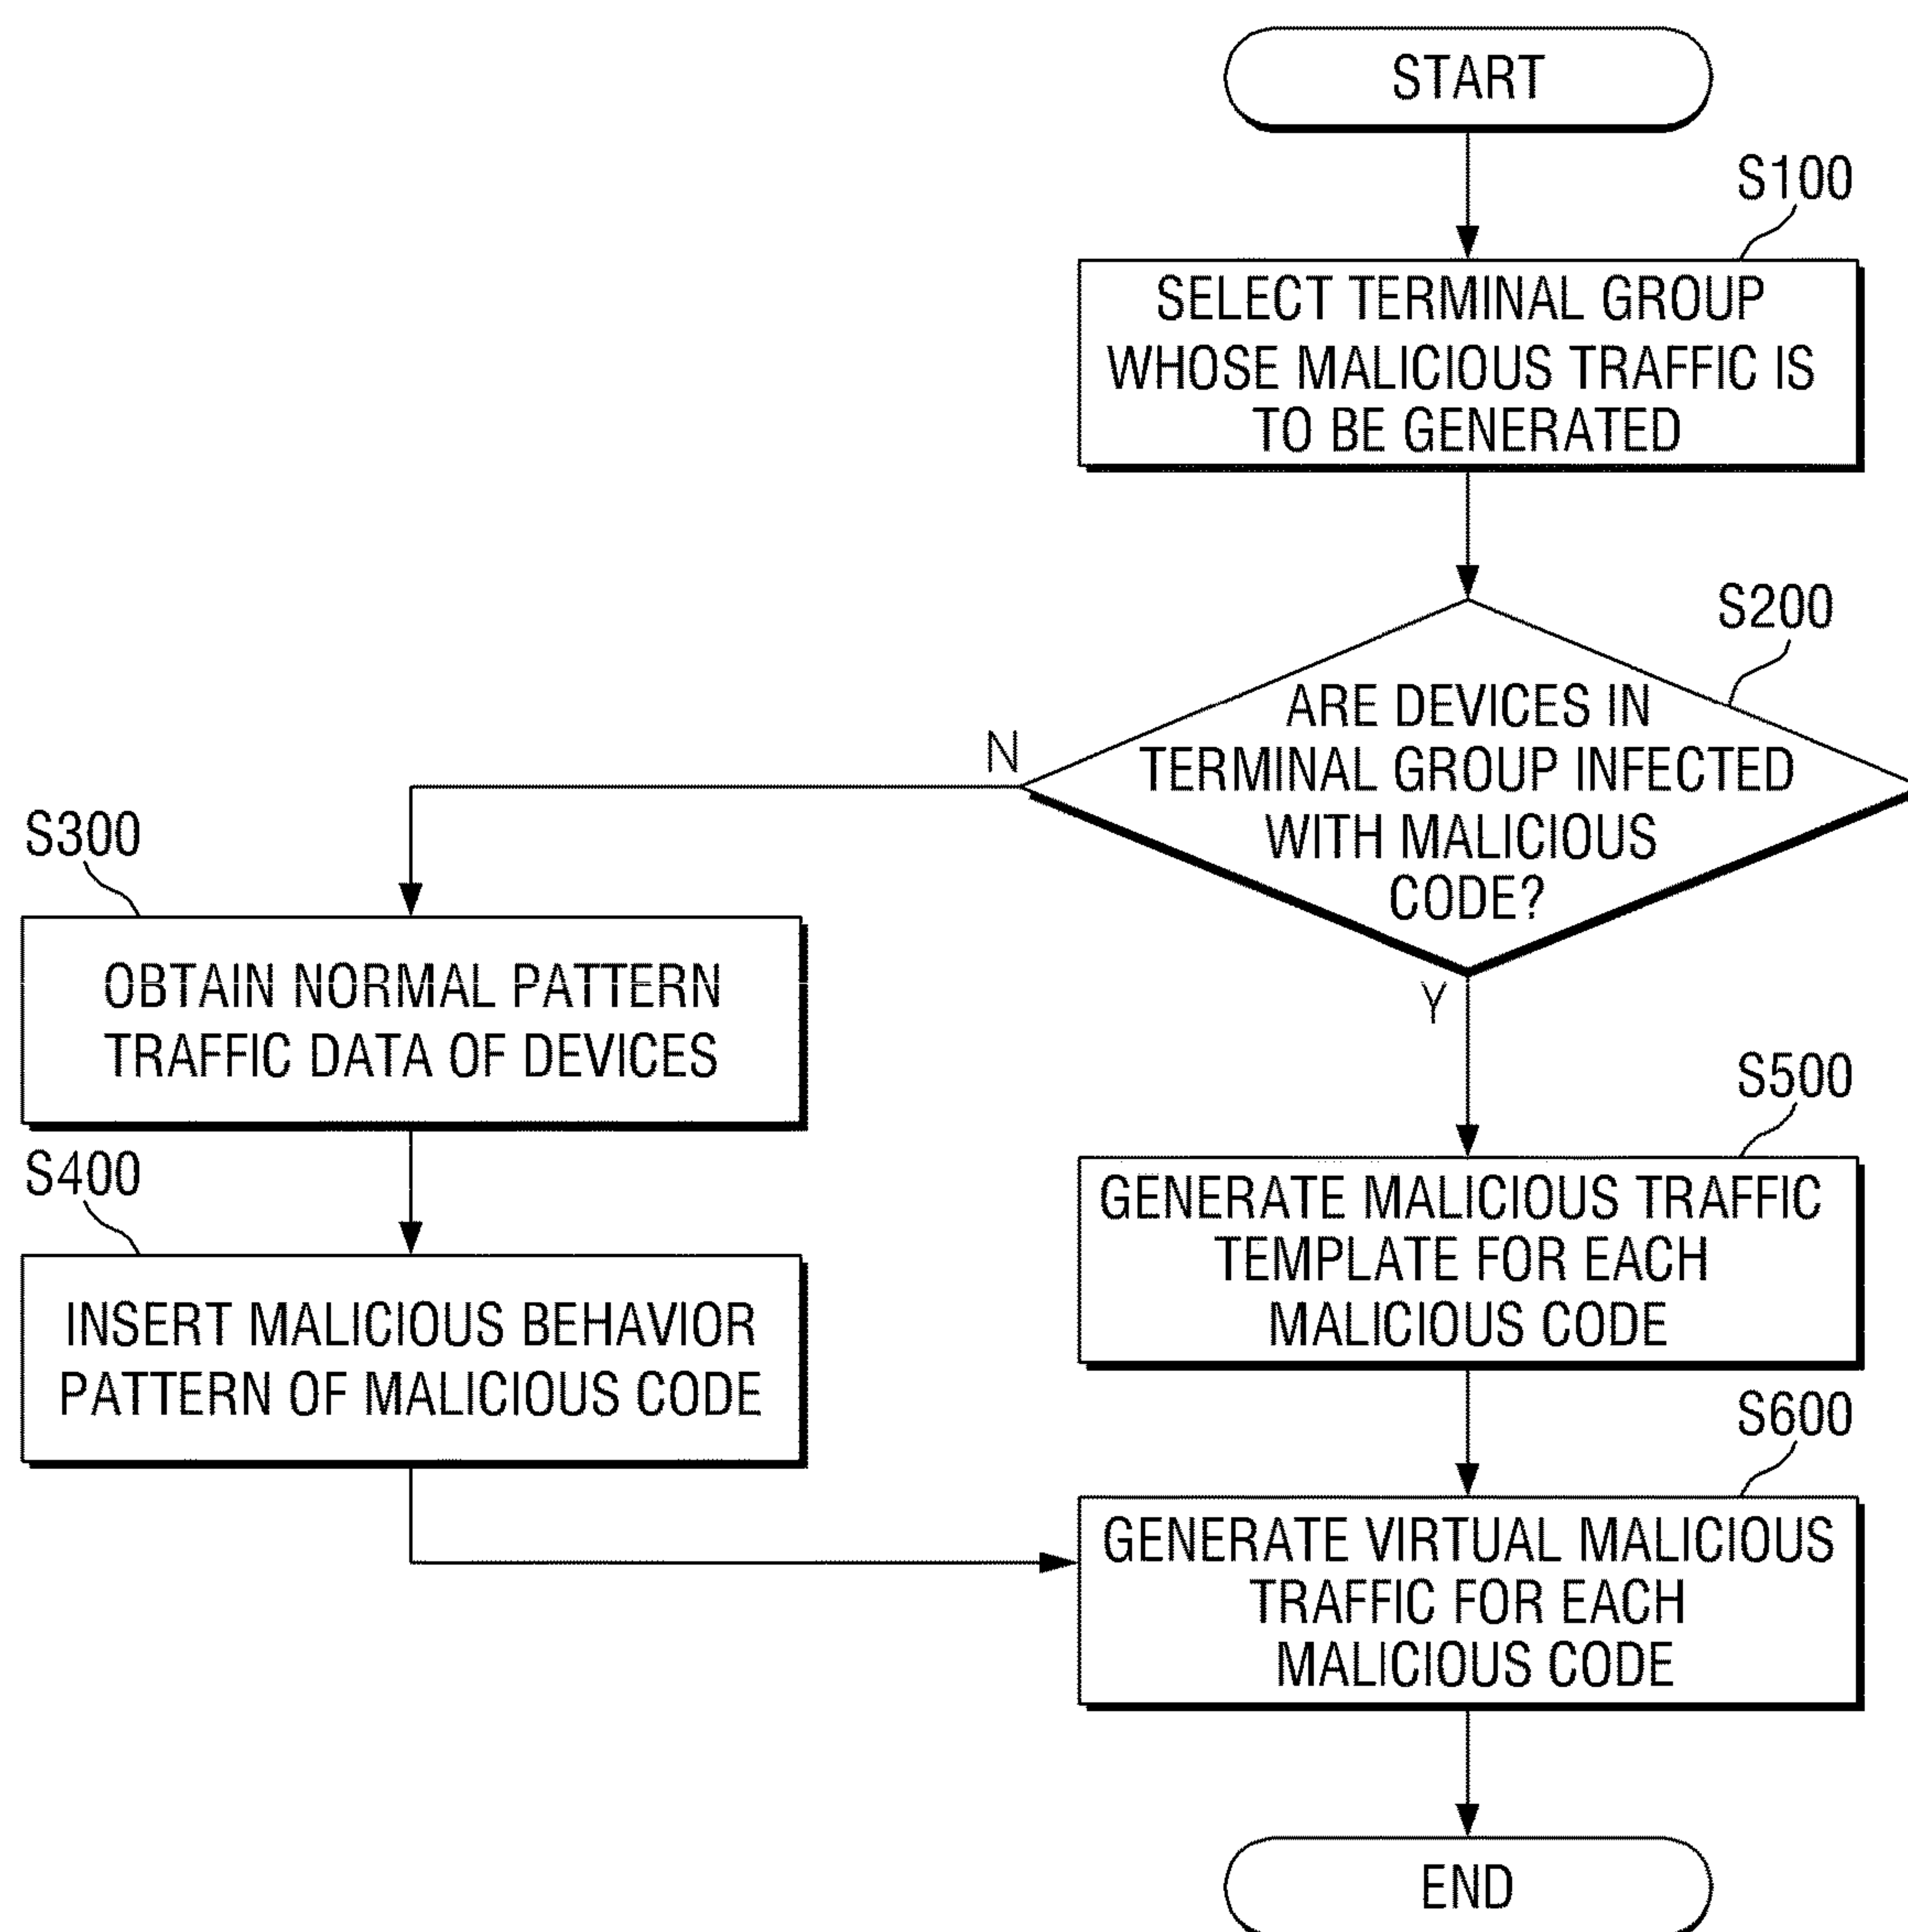 START
S100
SELECT TERMINAL GROUP
WHOSE MALICIOUS TRAFFIC IS
TO BE GENERATED
S200
ARE DEVICES IN
TERMINAL GROUP INFECTED
WITH MALICIOUS
CODE?
N
Y
S300
OBTAIN NORMAL PATTERN
TRAFFIC DATA OF DEVICES
S400
INSERT MALICIOUS BEHAVIOR
PATTERN OF MALICIOUS CODE
S500
GENERATE MALICIOUS TRAFFIC
TEMPLATE FOR EACH
MALICIOUS CODE
S600
GENERATE VIRTUAL MALICIOUS
TRAFFIC FOR EACH
MALICIOUS CODE
END